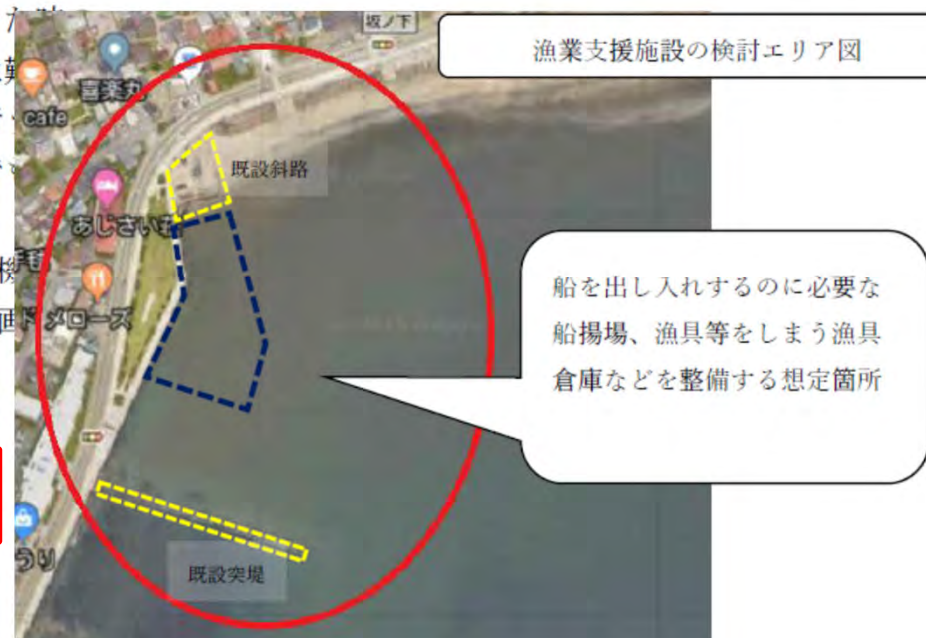 坂ノ下
漁業支援施設の検討エリア図
喜楽丸
cafe
既設斜路
あじさい
メローズ
船を出し入れするのに必要な
船揚場、漁具等をしまう漁具
倉庫などを整備する想定箇所
うり
既設突堤